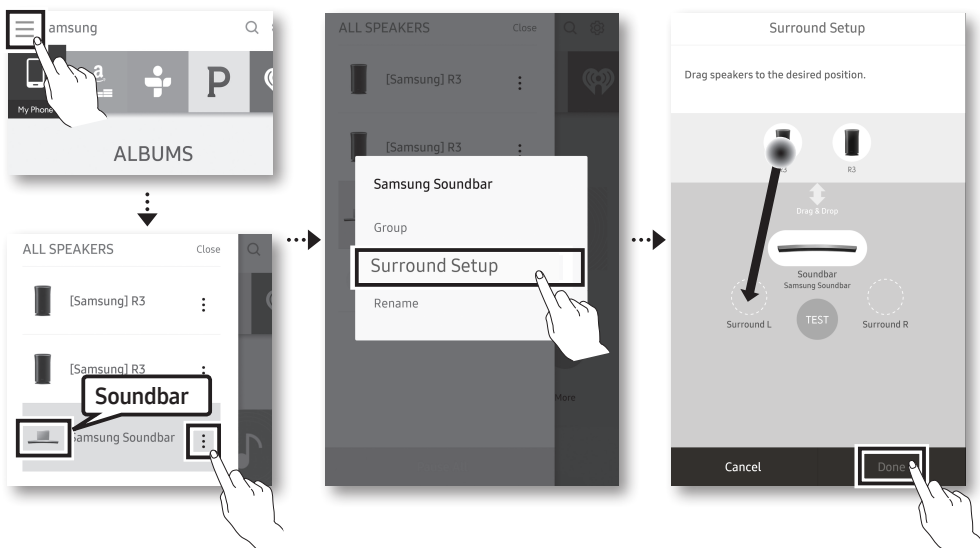 amsung
a
P
My Phone
ALBUMS
ALL SPEAKERS Close
[Samsung] R3
[Samsung] R3
Soundbar
Samsung Soundbar
ALL SPEAKERS Close
[Samsung] R3
[Samsung] R3
Samsung Soundbar
Group
Surround Setup
Rename
More
Surround Setup
Drag speakers to the desired position.
R3
R3
Drag & Drop
Soundbar
Samsung Soundbar
Surround L
TEST
Surround R
Cancel
Done